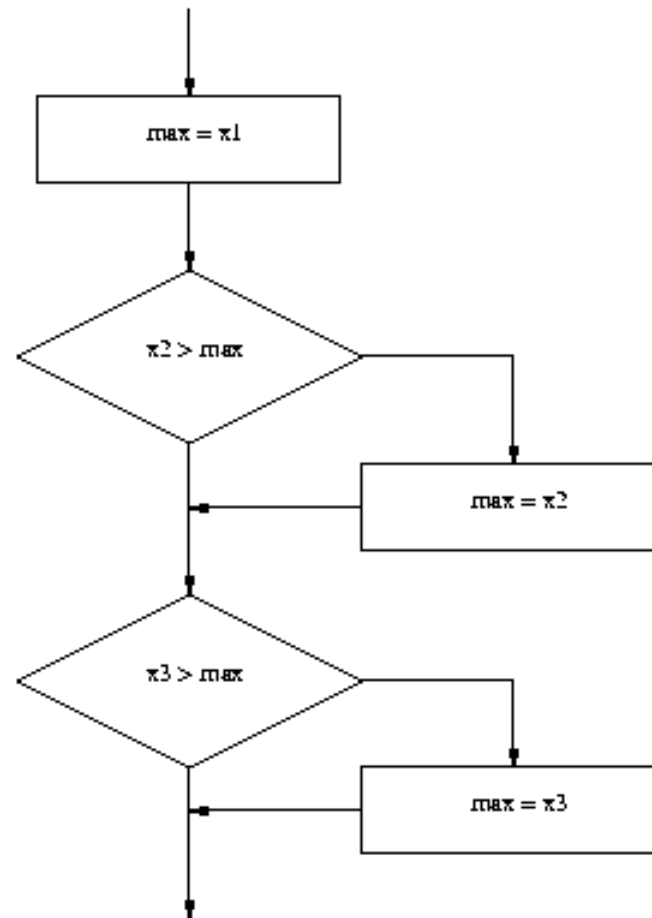 max = x1
x2 > max
max = x2
x3 > max
max = x3